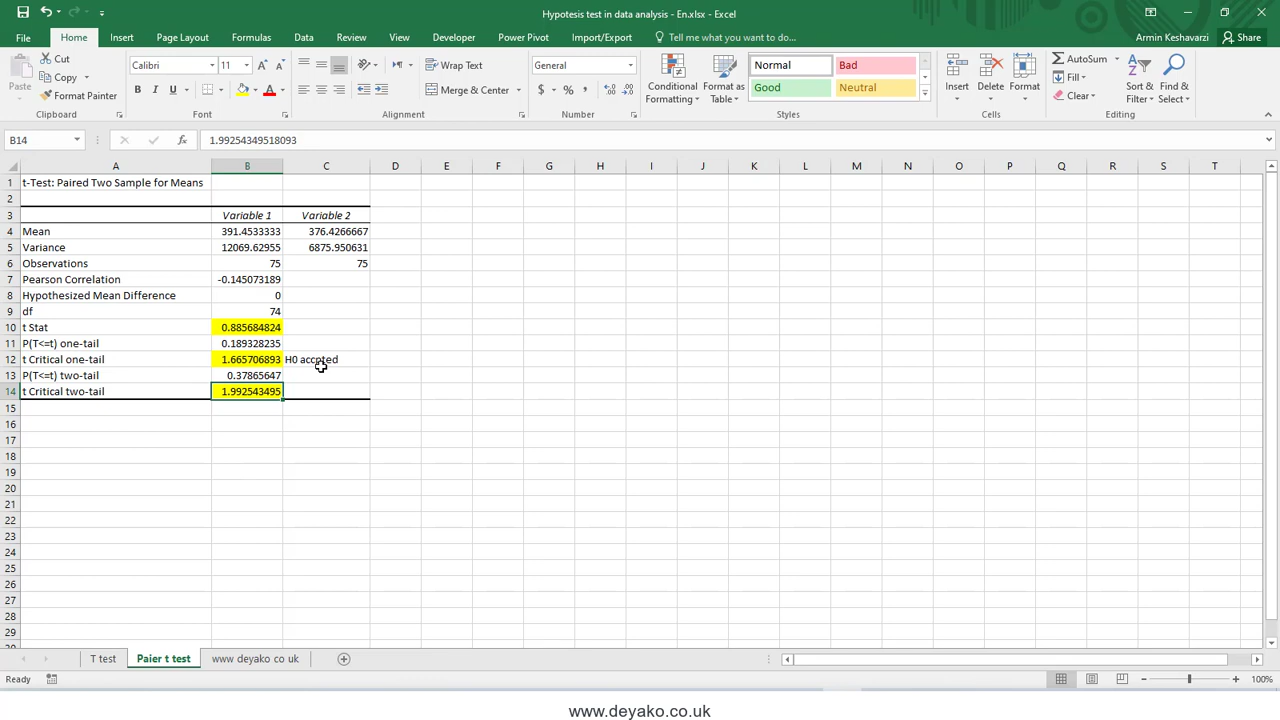 Hypotesis test in data analysis - En.xlsx - Excel
File Home Insert Page Layout Formulas Data Review View Developer Power Pivot Import/Export Tell me what you want to do... Armin Keshavarzi Share
Paste Cut Copy Format Painter Clipboard
Calibri 11 A A B I U A Font
Wrap Text Merge & Center Alignment
General $ % , Number
Conditional Formatting Format as Table Normal Bad Good Neutral Styles
Insert Delete Format Cells
AutoSum Fill Clear Sort & Filter Find & Select Editing
B14 fx 1.99254349518093
A B C D E F G H I J K L M N O P Q R S T
1 t-Test: Paired Two Sample for Means
2
3 Variable 1 Variable 2
4 Mean 391.4533333 376.4266667
5 Variance 12069.62955 6875.950631
6 Observations 75 75
7 Pearson Correlation -0.145073189
8 Hypothesized Mean Difference 0
9 df 74
10 t Stat 0.885684824
11 P(T<=t) one-tail 0.189328235
12 t Critical one-tail 1.665706893 H0 accpted
13 P(T<=t) two-tail 0.37865647
14 t Critical two-tail 1.992543495
15
16
17
18
19
20
21
22
23
24
25
26
27
28
29
T test Paier t test www deyako co uk
Ready 100%
www.deyako.co.uk